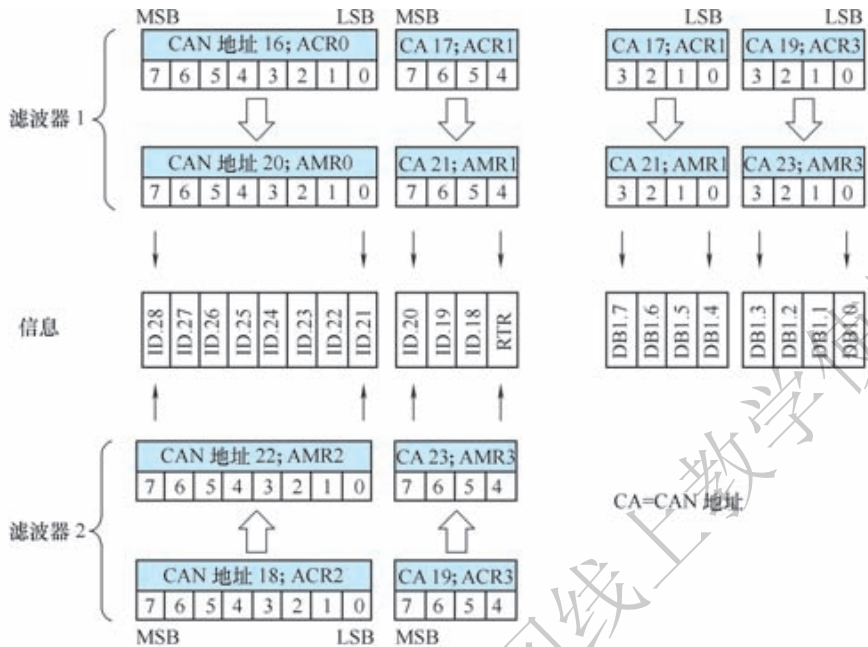 MSB LSB MSB LSB LSB
CAN 地址 16; ACR0 CA 17; ACR1 CA 17; ACR1 CA 19; ACR3
7 6 5 4 3 2 1 0 7 6 5 4 3 2 1 0 3 2 1 0
滤波器 1
CAN 地址 20; AMR0 CA 21; AMR1 CA 21; AMR1 CA 23; AMR3
7 6 5 4 3 2 1 0 7 6 5 4 3 2 1 0 3 2 1 0
信息
ID.28 ID.27 ID.26 ID.25 ID.24 ID.23 ID.22 ID.21 ID.20 ID.19 ID.18 RTR DB1.7 DB1.6 DB1.5 DB1.4 DB1.3 DB1.2 DB1.1 DB1.0
CAN 地址 22; AMR2 CA 23; AMR3
7 6 5 4 3 2 1 0 7 6 5 4
CA=CAN 地址
滤波器 2
CAN 地址 18; ACR2 CA 19; ACR3
7 6 5 4 3 2 1 0 7 6 5 4
MSB LSB MSB
线上教学使